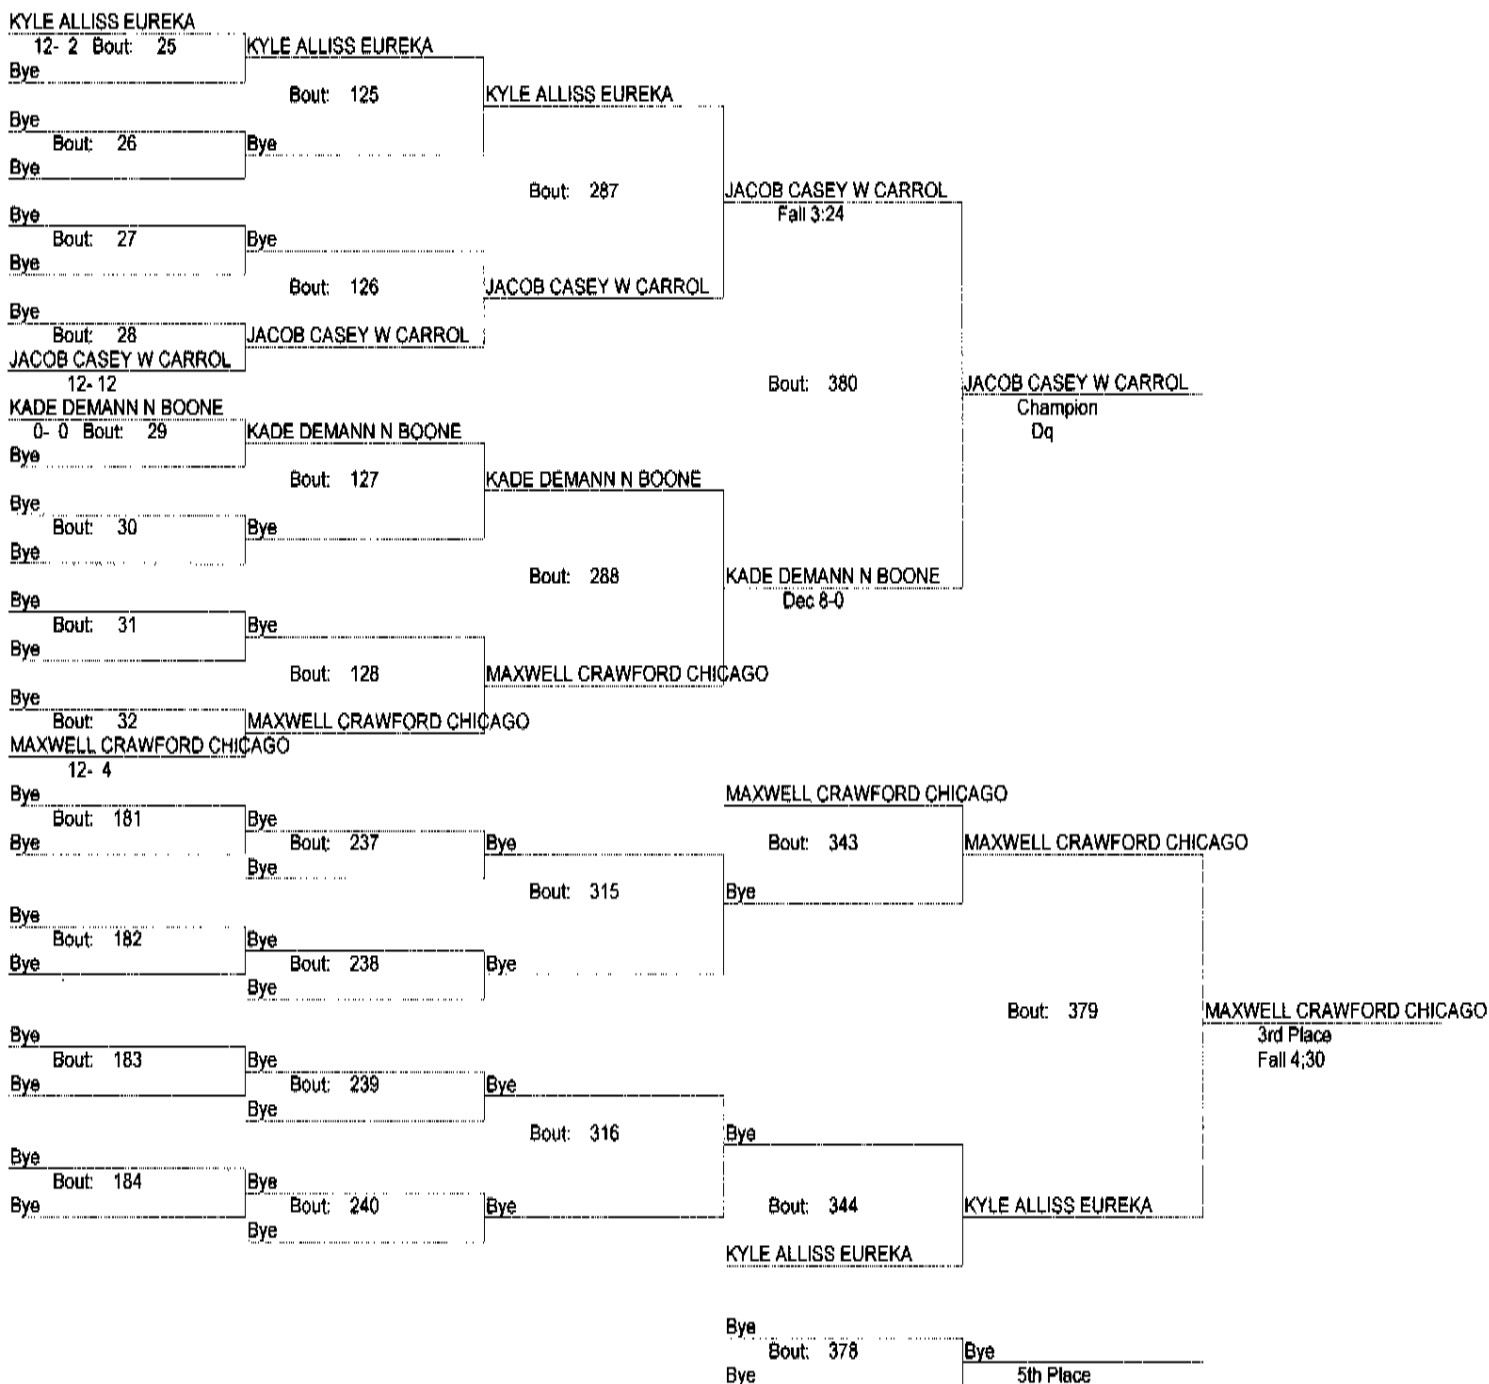 KYLE ALLISS EUREKA
12- 2 Bout: 25 KYLE ALLISS EUREKA
Bye
Bout: 125 KYLE ALLISS EUREKA
Bye
Bout: 26 Bye
Bye
Bout: 287 JACOB CASEY W CARROL
Bye Fall 3:24
Bout: 27 Bye
Bye
Bout: 126 JACOB CASEY W CARROL
Bye
Bout: 28 JACOB CASEY W CARROL
JACOB CASEY W CARROL
12- 12 Bout: 380 JACOB CASEY W CARROL
KADE DEMANN N BOONE Champion
0- 0 Bout: 29 KADE DEMANN N BOONE Dq
Bye
Bout: 127 KADE DEMANN N BOONE
Bye
Bout: 30 Bye
Bye
Bout: 288 KADE DEMANN N BOONE
Bye Dec 8-0
Bout: 31 Bye
Bye
Bout: 128 MAXWELL CRAWFORD CHICAGO
Bye
Bout: 32 MAXWELL CRAWFORD CHICAGO
MAXWELL CRAWFORD CHICAGO
12- 4
Bye MAXWELL CRAWFORD CHICAGO
Bout: 181 Bye
Bye Bout: 237 Bye Bout: 343 MAXWELL CRAWFORD CHICAGO
Bye
Bout: 315 Bye
Bye
Bout: 182 Bye
Bye Bout: 238 Bye
Bye
Bout: 379 MAXWELL CRAWFORD CHICAGO
Bye 3rd Place
Bout: 183 Bye Fall 4;30
Bye Bout: 239 Bye
Bye
Bout: 316 Bye
Bye
Bout: 184 Bye
Bye Bout: 240 Bye Bout: 344 KYLE ALLISS EUREKA
Bye
KYLE ALLISS EUREKA
Bye
Bout: 378 Bye
Bye 5th Place